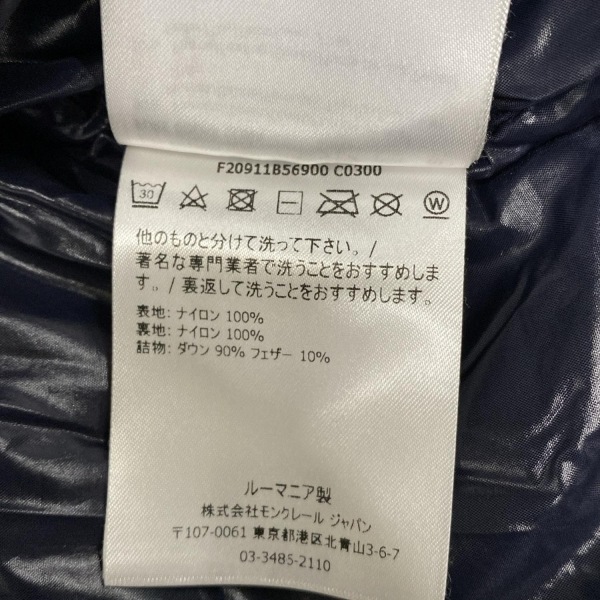 F20911B56900 C0300
30
W
他のものと分けて洗って下さい。/
著名な専門業者で洗うことをおすすめしま
す。/ 裏返して洗うことをおすすめします。
表地: ナイロン 100%
裏地: ナイロン 100%
詰物: ダウン 90% フェザー 10%
ルーマニア製
株式会社モンクレール ジャパン
〒107-0061 東京都港区北青山3-6-7
03-3485-2110